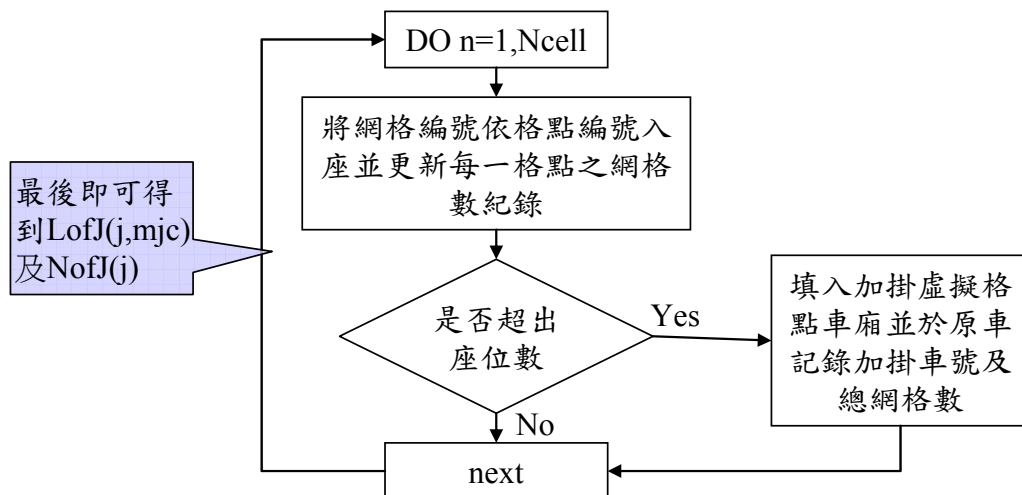 DO n=1,Ncell
將網格編號依格點編號入
座並更新每一格點之網格
數紀錄
最後即可得
到LofJ(j,mjc)
及NofJ(j)
是否超出
座位數
Yes
填入加掛虛擬格
點車廂並於原車
記錄加掛車號及
總網格數
No
next